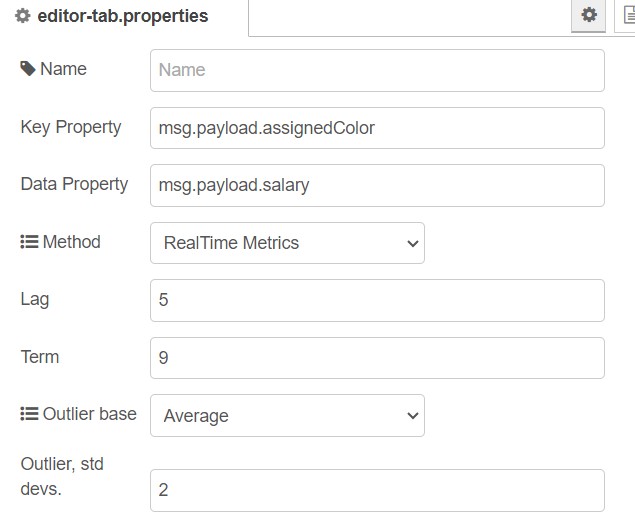 editor-tab.properties
Name Name
Key Property msg.payload.assignedColor
Data Property msg.payload.salary
Method RealTime Metrics
Lag 5
Term 9
Outlier base Average
Outlier, std
devs. 2